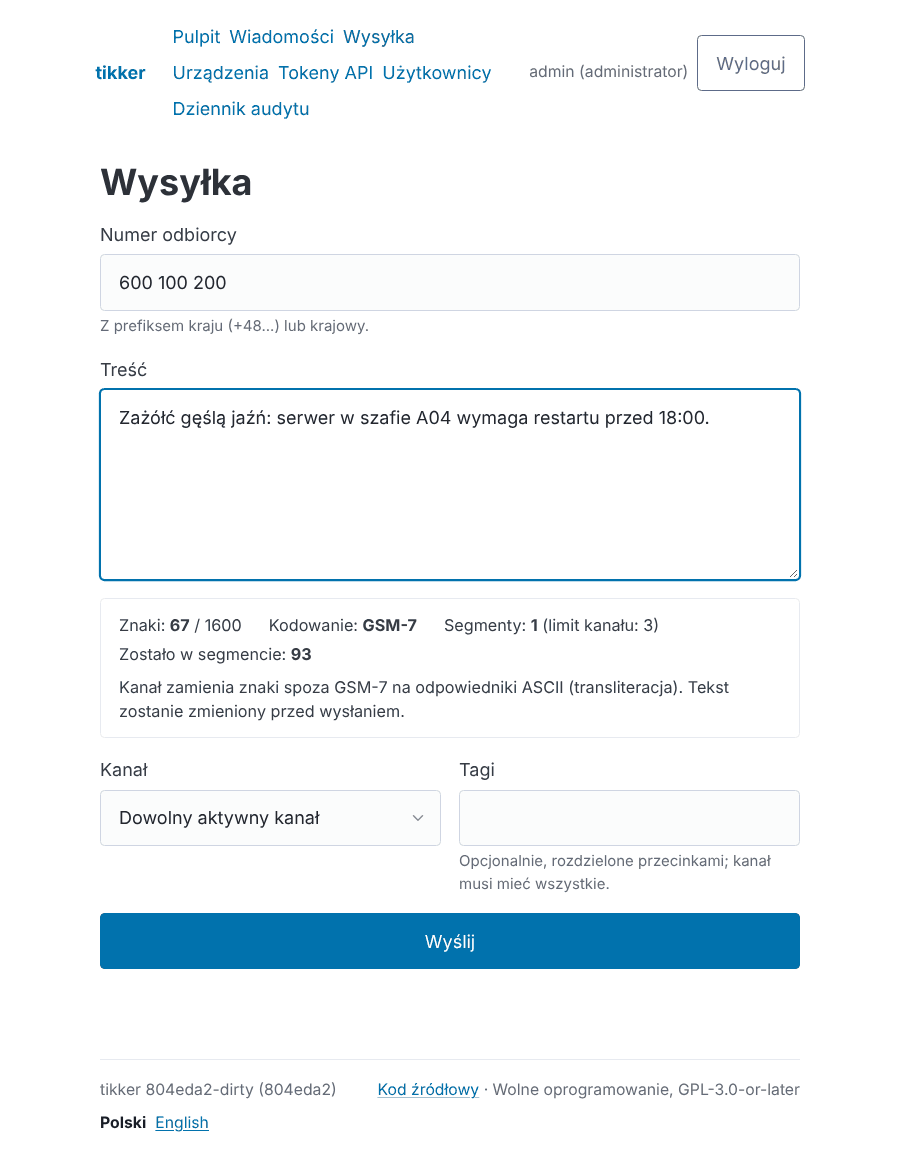 Pulpit Wiadomości Wysyłka
tikker Urządzenia Tokeny API Użytkownicy admin (administrator) Wyloguj
Dziennik audytu
Wysyłka
Numer odbiorcy
600 100 200
Z prefiksem kraju (+48...) lub krajowy.
Treść
Zażółć gęślą jaźń: serwer w szafie A04 wymaga restartu przed 18:00.
Znaki: 67 / 1600 Kodowanie: GSM-7 Segmenty: 1 (limit kanału: 3)
Zostało w segmencie: 93
Kanał zamienia znaki spoza GSM-7 na odpowiedniki ASCII (transliteracja). Tekst
zostanie zmieniony przed wysłaniem.
Kanał Tagi
Dowolny aktywny kanał
Opcjonalnie, rozdzielone przecinkami; kanał
musi mieć wszystkie.
Wyślij
tikker 804eda2-dirty (804eda2) Kod źródłowy · Wolne oprogramowanie, GPL-3.0-or-later
Polski English